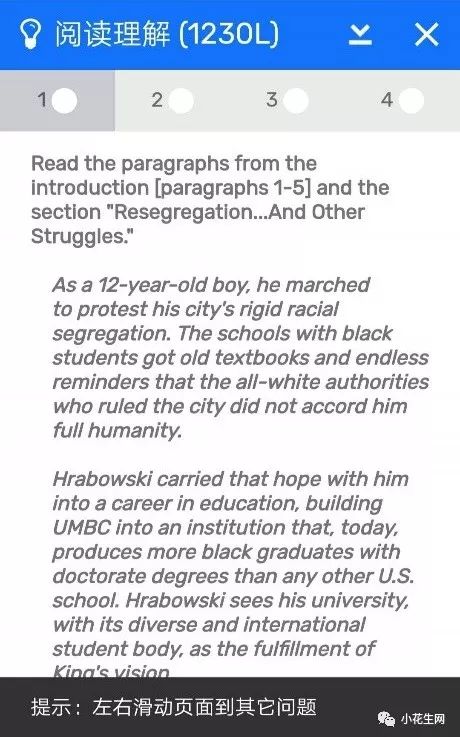 阅读理解 (1230L)
1 2 3 4
Read the paragraphs from the
introduction [paragraphs 1-5] and the
section "Resegregation...And Other
Struggles."
As a 12-year-old boy, he marched
to protest his city's rigid racial
segregation. The schools with black
students got old textbooks and endless
reminders that the all-white authorities
who ruled the city did not accord him
full humanity.
Hrabowski carried that hope with him
into a career in education, building
UMBC into an institution that, today,
produces more black graduates with
doctorate degrees than any other U.S.
school. Hrabowski sees his university,
with its diverse and international
student body, as the fulfillment of
King's vision
提示：左右滑动页面到其它问题
小花生网